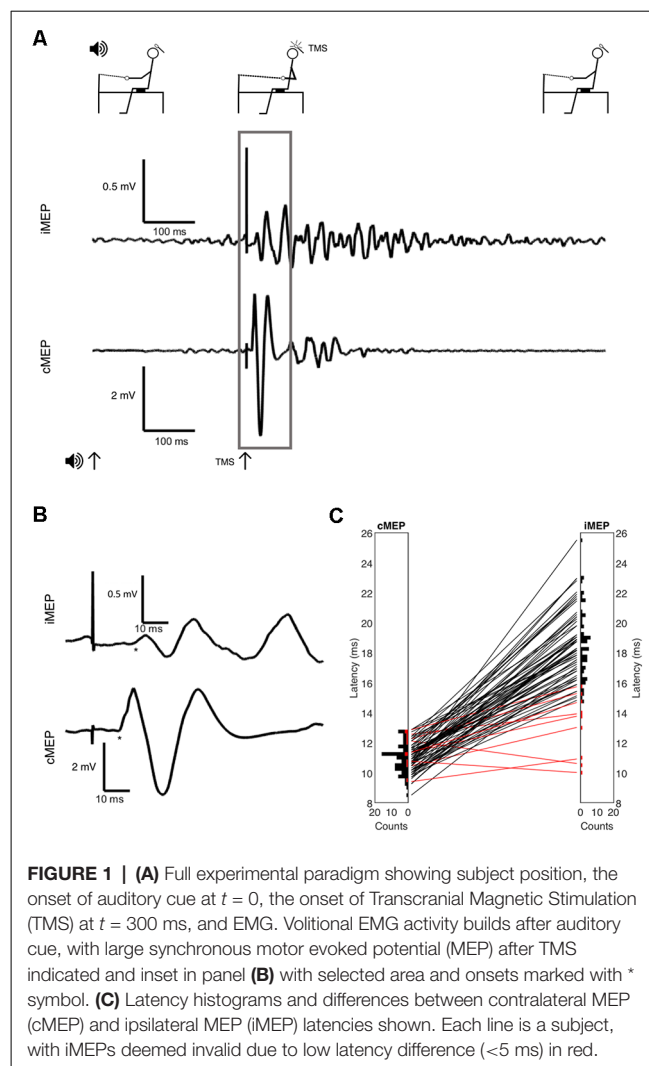 A
TMS
iMEP
0.5 mV
100 ms
cMEP
2 mV
100 ms
TMS
B
iMEP
0.5 mV
10 ms
*
cMEP
*
2 mV
10 ms
C
cMEP iMEP
26 26
24 24
22 22
20 20
18 18
16 16
14 14
12 12
10 10
8 8
Latency (ms) Latency (ms)
20 10 0 0 10 20
Counts Counts
FIGURE 1 | (A) Full experimental paradigm showing subject position, the
onset of auditory cue at t = 0, the onset of Transcranial Magnetic Stimulation
(TMS) at t = 300 ms, and EMG. Volitional EMG activity builds after auditory
cue, with large synchronous motor evoked potential (MEP) after TMS
indicated and inset in panel (B) with selected area and onsets marked with *
symbol. (C) Latency histograms and differences between contralateral MEP
(cMEP) and ipsilateral MEP (iMEP) latencies shown. Each line is a subject,
with iMEPs deemed invalid due to low latency difference (<5 ms) in red.